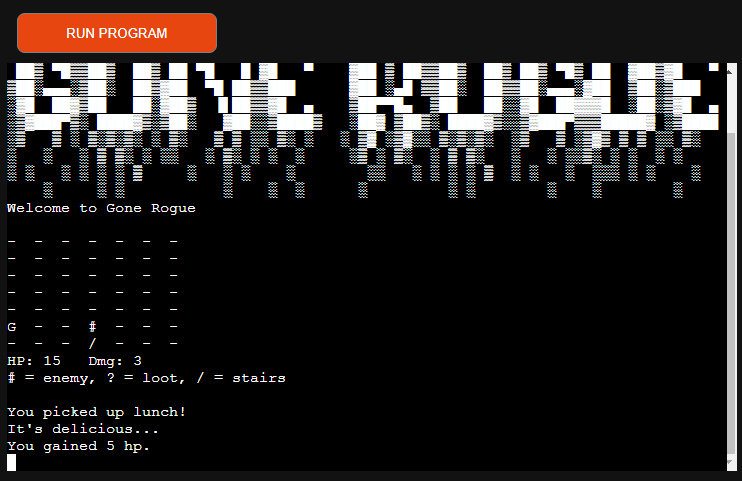 RUN PROGRAM
Welcome to Gone Rogue
- - - - - - -
- - - - - - -
- - - - - - -
- - - - - - -
- - - - - - -
G - - # - - -
- - - / - - -
HP: 15 Dmg: 3
# = enemy, ? = loot, / = stairs
You picked up lunch!
It's delicious...
You gained 5 hp.